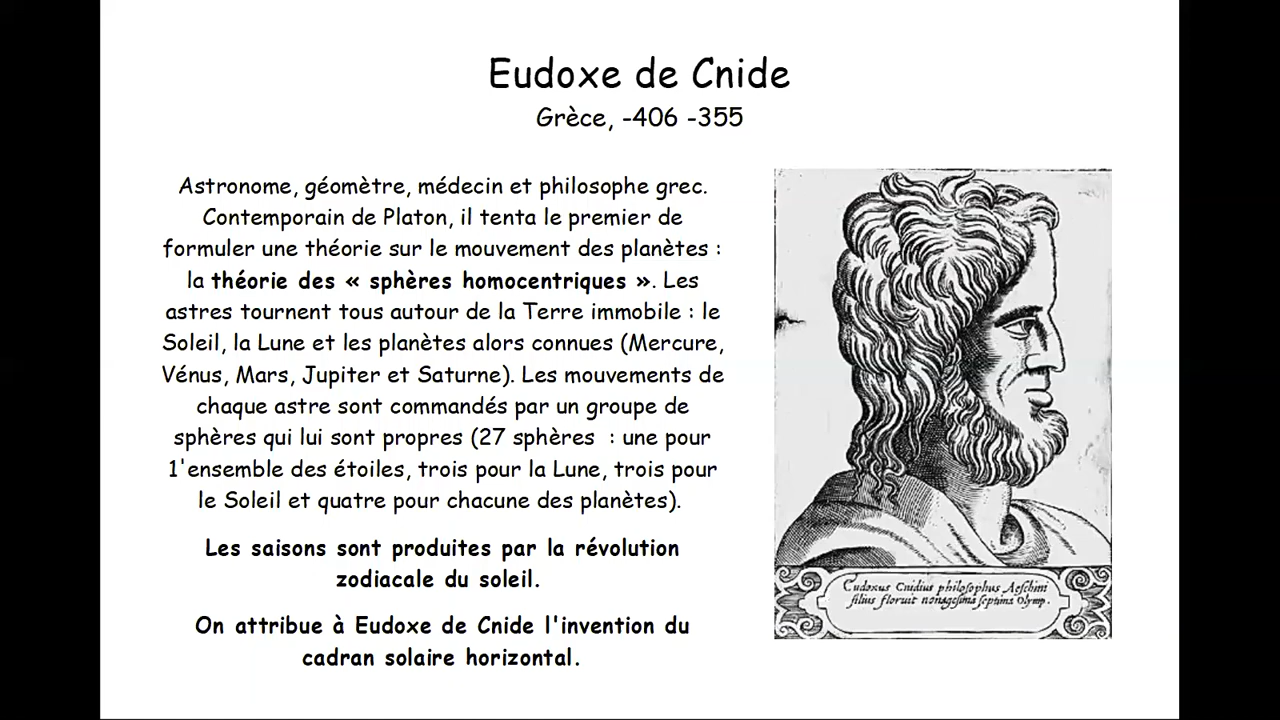 Eudoxe de Cnide
Grèce, -406 -355
Astronome, géomètre, médecin et philosophe grec.
Contemporain de Platon, il tenta le premier de
formuler une théorie sur le mouvement des planètes :
la théorie des « sphères homocentriques ». Les
astres tournent tous autour de la Terre immobile : le
Soleil, la Lune et les planètes alors connues (Mercure,
Vénus, Mars, Jupiter et Saturne). Les mouvements de
chaque astre sont commandés par un groupe de
sphères qui lui sont propres (27 sphères  : une pour
1'ensemble des étoiles, trois pour la Lune, trois pour
le Soleil et quatre pour chacune des planètes).
Les saisons sont produites par la révolution
zodiacale du soleil.
On attribue à Eudoxe de Cnide l'invention du
cadran solaire horizontal.
Eudoxus Cnidius philosophus Aeschini
filius floruit nonagesima septima Olymp.